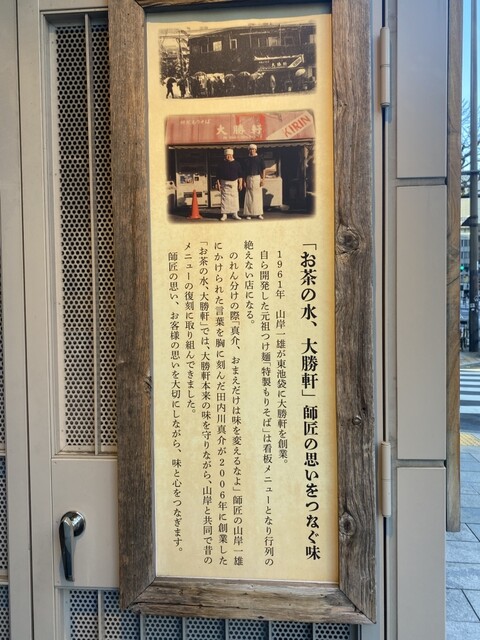 大勝軒
KIRIN
「お茶の水、大勝軒」師匠の思いをつなぐ味
1961年　山岸一雄が東池袋に大勝軒を創業。
自ら開発した元祖つけ麺「特製もりそば」は看板メニューとなり行列の
絶えない店になる。
のれん分けの際「真介、おまえだけは味を変えるなよ」師匠の山岸一雄
にかけられた言葉を胸に刻んだ田内川真介が2006年に創業した
「お茶の水、大勝軒」では、大勝軒本来の味を守りながら、山岸と共同で昔の
メニューの復刻に取り組んできました。
師匠の思い、お客様の思いを大切にしながら、味と心をつなぎます。